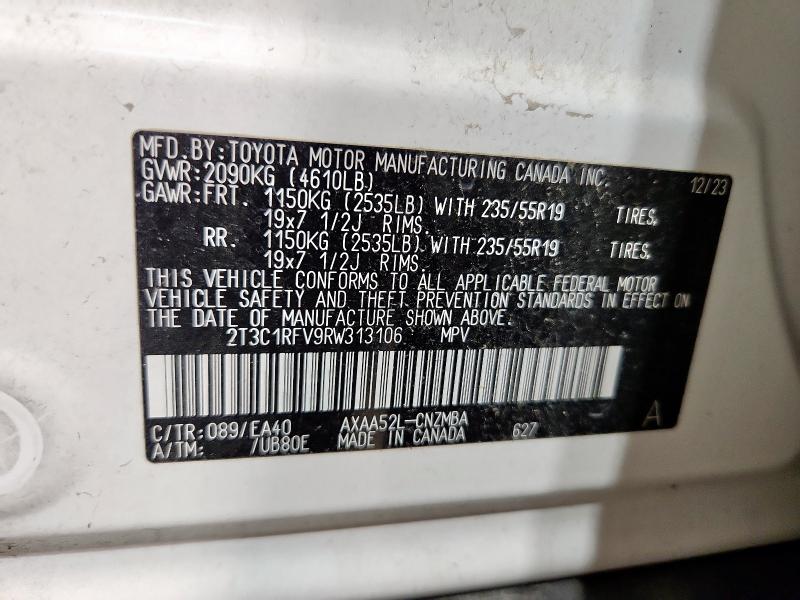 MFD. BY: TOYOTA MOTOR MANUFACTURING CANADA INC. 12/23
GVWR: 2090KG (4610LB)
GAWR: FRT. 1150KG (2535LB) WITH 235/55R19 TIRES,
19x7 1/2J RIMS.
RR. 1150KG (2535LB) WITH 235/55R19 TIRES,
19x7 1/2J RIMS.
THIS VEHICLE CONFORMS TO ALL APPLICABLE FEDERAL MOTOR
VEHICLE SAFETY AND THEFT PREVENTION STANDARDS IN EFFECT ON
THE DATE OF MANUFACTURE SHOWN ABOVE.
2T3C1RFV9RW313106 MPV
C/TR: 089/EA40 AXAA52L-CNZMBA A
A/TM: /UB80E MADE IN CANADA 627